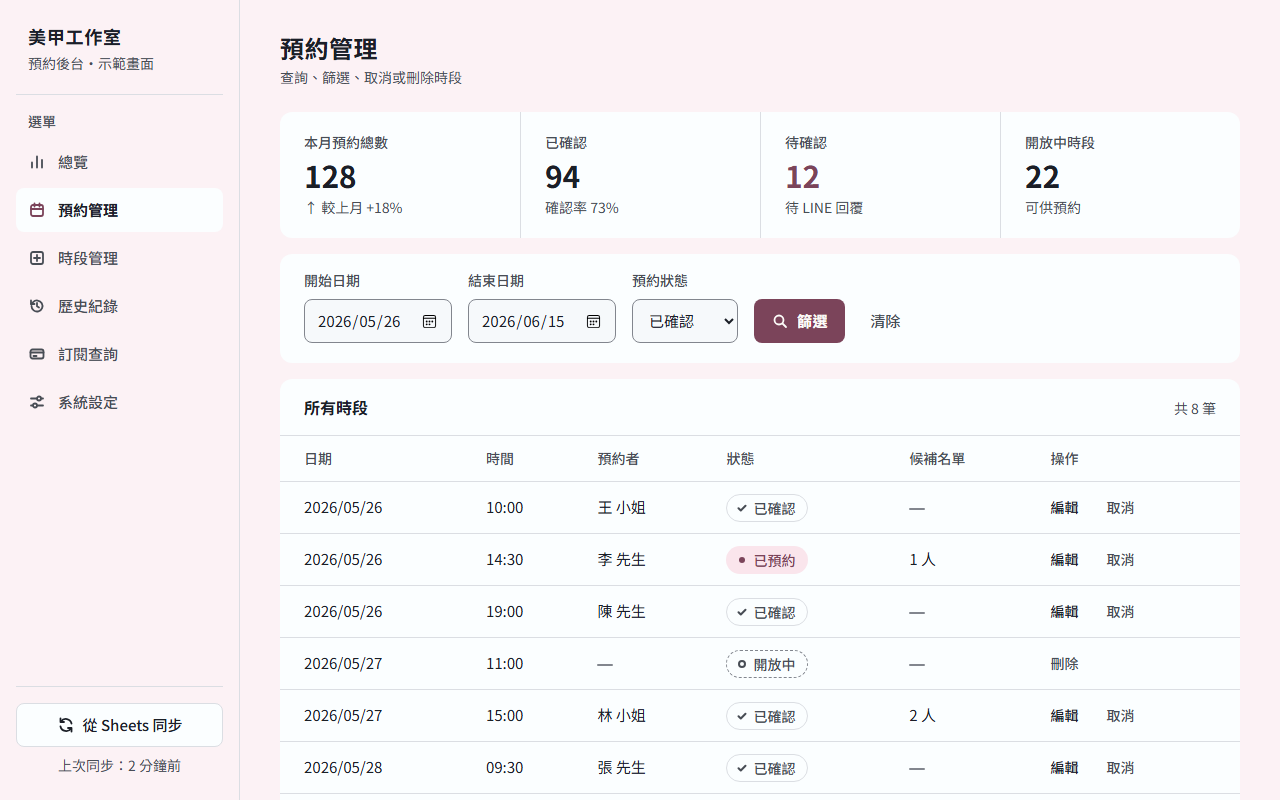 美甲工作室
預約後台・示範畫面
選單
總覽
預約管理
時段管理
歷史紀錄
訂閱查詢
系統設定
從 Sheets 同步
上次同步：2 分鐘前
預約管理
查詢、篩選、取消或刪除時段
本月預約總數
128
↑ 較上月 +18%
已確認
94
確認率 73%
待確認
12
待 LINE 回覆
開放中時段
22
可供預約
開始日期 結束日期 預約狀態
2026/05/26 2026/06/15 已確認 篩選 清除
所有時段 共 8 筆
日期 時間 預約者 狀態 候補名單 操作
2026/05/26 10:00 王 小姐 已確認 — 編輯 取消
2026/05/26 14:30 李 先生 已預約 1 人 編輯 取消
2026/05/26 19:00 陳 先生 已確認 — 編輯 取消
2026/05/27 11:00 — 開放中 — 刪除
2026/05/27 15:00 林 小姐 已確認 2 人 編輯 取消
2026/05/28 09:30 張 先生 已確認 — 編輯 取消